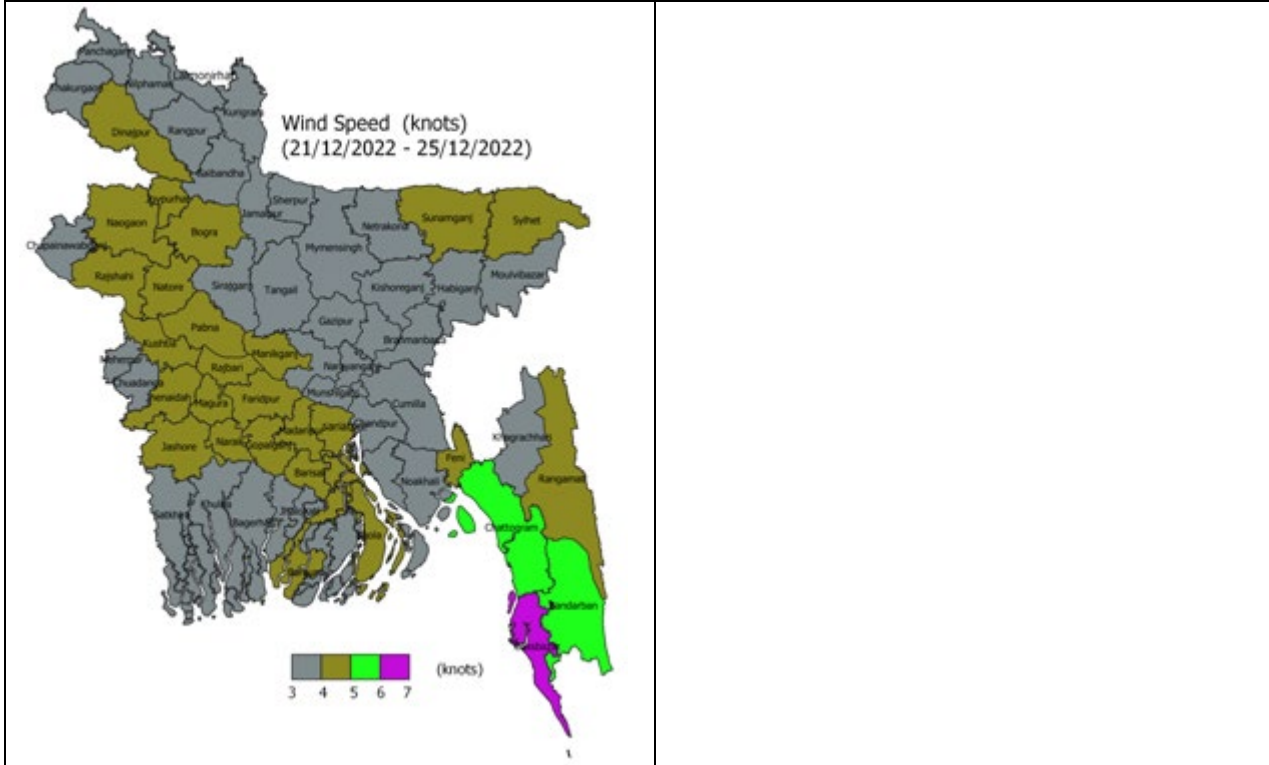 Panchagarh
Lalmonirhat
Thakurgaon
Nilphamari
Kurigram
Wind Speed (knots)
Dinajpur
Rangpur
(21/12/2022 - 25/12/2022)
Gaibandha
Joypurhat
Sherpur
Jamalpur
Naogaon
Sunamganj
Sylhet
Bogra
Netrakona
Chapainawabganj
Mymensingh
Rajshahi
Moulvibazar
Natore
Sirajganj
Tangail
Kishoreganj
Habiganj
Gazipur
Pabna
Kushtia
Brahmanbaria
Manikganj
Meherpur
Rajbari
Narayanganj
Chuadanga
Munshiganj
Jhenaidah
Magura
Faridpur
Cumilla
Chandpur
Madaripur
Khagrachhari
Jashore
Narail
Gopalganj
Feni
Barisal
Rangamati
Noakhali
Khulna
Satkhira
Bagerhat
Chattogram
Bhola
Bandarban
(knots)
3 4 5 6 7